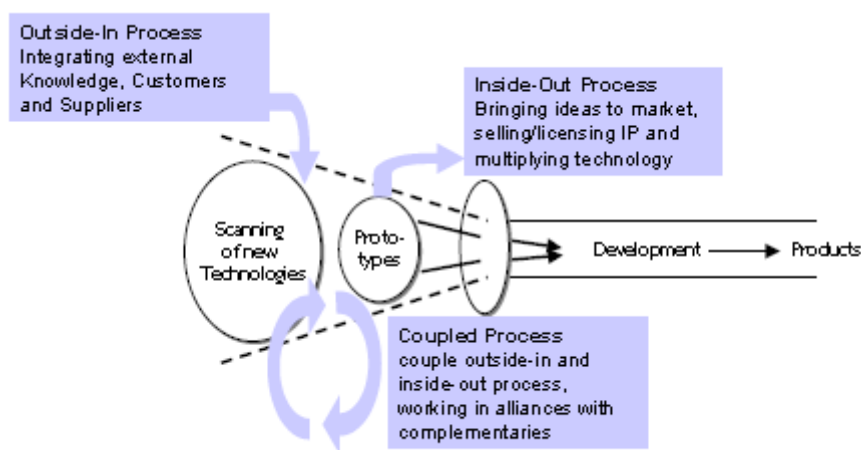 Outside-In Process
Integrating external
Knowledge, Customers
and Suppliers
Inside-Out Process
Bringing ideas to market,
selling/licensing IP and
multiplying technology
Scanning
of new
Technologies
Proto-
types
Development
Products
Coupled Process
couple outside-in and
inside-out process,
working in alliances with
complementaries